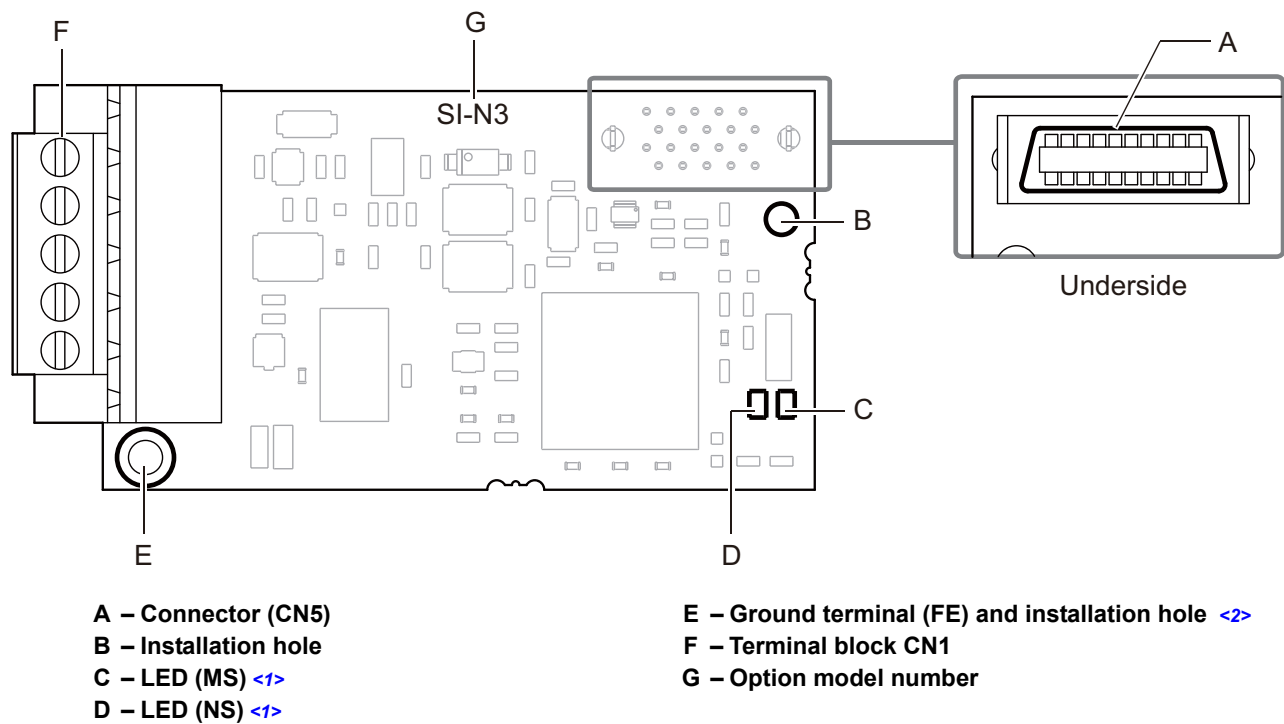 F
G
A
SI-N3
B
Underside
C
E
D
A – Connector (CN5)
B – Installation hole
C – LED (MS) <1>
D – LED (NS) <1>
E – Ground terminal (FE) and installation hole <2>
F – Terminal block CN1
G – Option model number